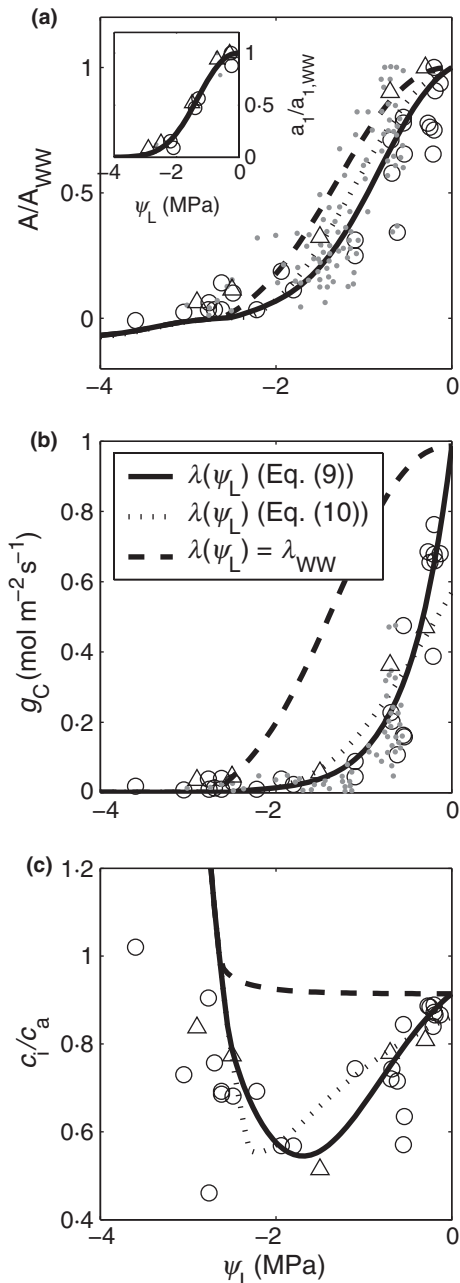 (a)
1
0·5
0
A/A_WW
−4
−2
0
1
0·5
0
a₁/a₁,WW
−4
−2
0
ψ_L (MPa)
(b)
1
0·8
0·6
0·4
0·2
0
g_C (mol m⁻² s⁻¹)
λ(ψ_L) (Eq. (9))
λ(ψ_L) (Eq. (10))
λ(ψ_L) = λ_WW
−4
−2
0
(c)
1·2
1
0·8
0·6
0·4
c_i/c_a
−4
−2
0
ψ_L (MPa)